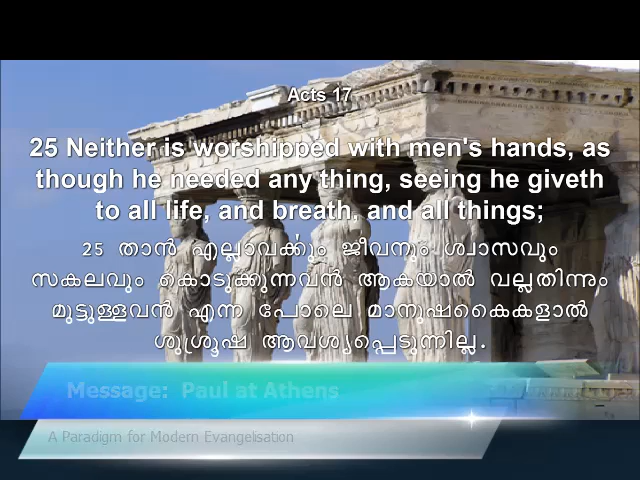 Acts 17
25 Neither is worshipped with men's hands, as
though he needed any thing, seeing he giveth
to all life, and breath, and all things;
25 താൻ എല്ലാവൎക്കും ജീവനും ശ്വാസവും
സകലവും കൊടുക്കുന്നവൻ ആകയാൽ വല്ലതിന്നും
മുട്ടുള്ളവൻ എന്ന പോലെ മാനുഷകൈകളാൽ
ശുശ്രൂഷ ആവശ്യപ്പെടുന്നില്ല.
Message: Paul at Athens
A Paradigm for Modern Evangelisation